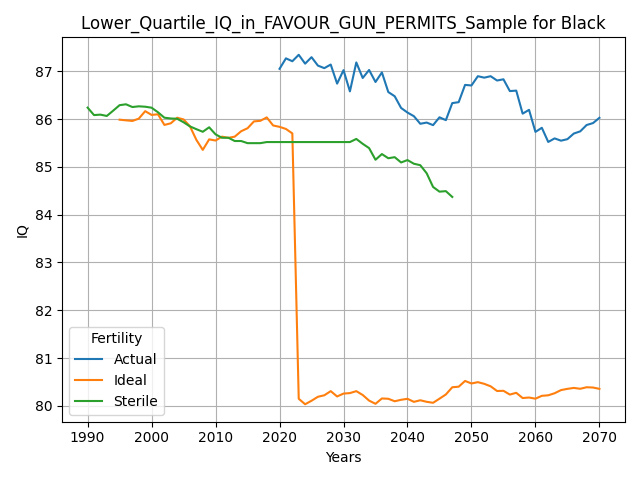 Lower_Quartile_IQ_in_FAVOUR_GUN_PERMITS_Sample for Black
IQ
87
86
85
84
83
82
81
80
Fertility
Actual
Ideal
Sterile
1990 2000 2010 2020 2030 2040 2050 2060 2070
Years